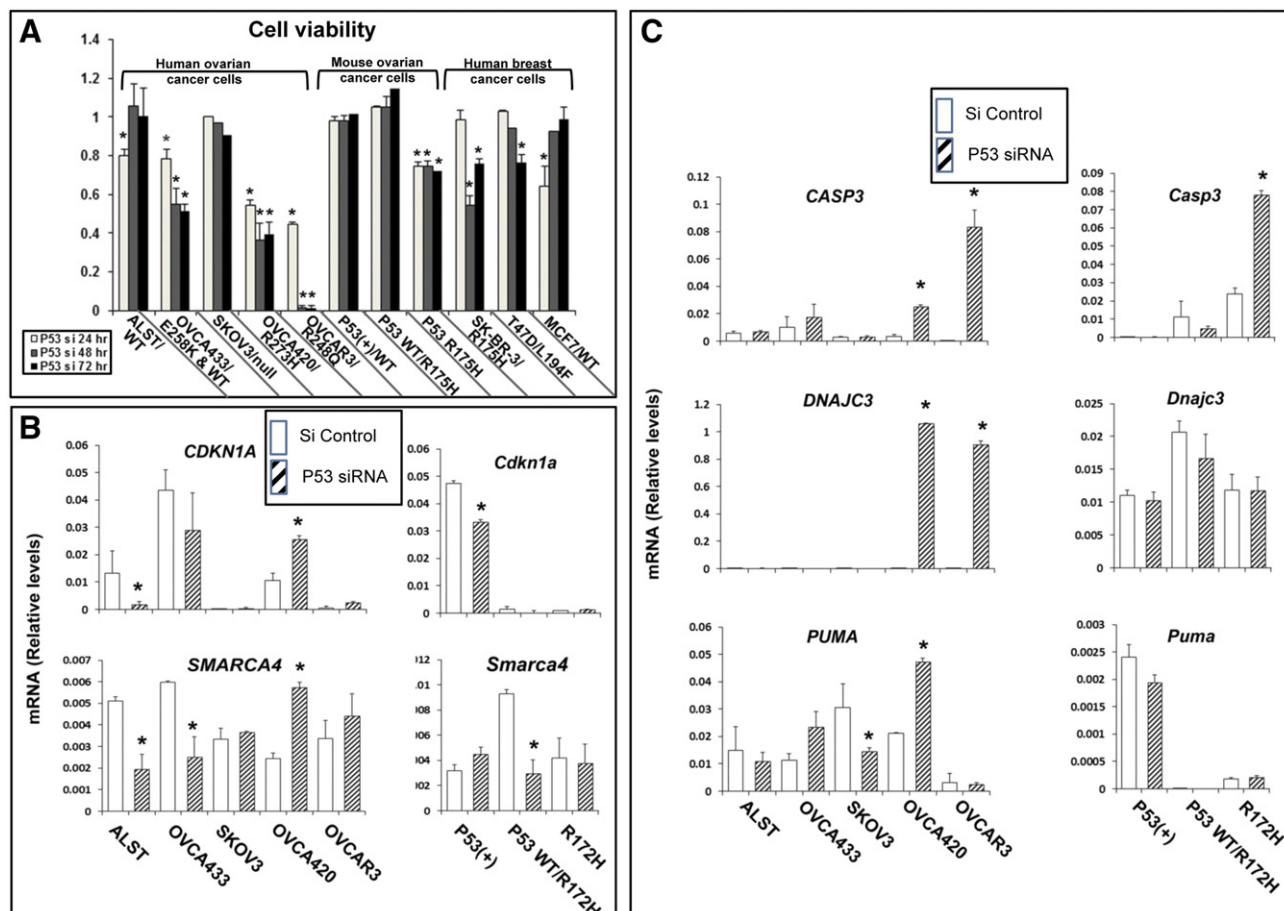 A
Cell viability
1.4
1.2
1
0.8
0.6
0.4
0.2
0
Human ovarian
cancer cells
Mouse ovarian
cancer cells
Human breast
cancer cells
* * * * * * * * * * * * * * * * * *
P53 si 24 hr
P53 si 48 hr
P53 si 72 hr
ALST/
WT
OVCA433/
E258K & WT
SKOV3/null
OVCA420/
R273H
OVCAR3/
R248Q
P53(+)/WT
P53 WT/R175H
P53 R175H
SK-BR-3/
R175H
T47D/L194F
MCF7/WT
B
Si Control
P53 siRNA
mRNA (Relative levels)
CDKN1A
0.06
0.05
0.04
0.03
0.02
0.01
0
* *
Cdkn1a
0.06
0.05
0.04
0.03
0.02
0.01
0
*
SMARCA4
0.007
0.006
0.005
0.004
0.003
0.002
0.001
0
* * *
Smarca4
012
01
008
006
004
002
0
*
ALST
OVCA433
SKOV3
OVCA420
OVCAR3
P53(+)
P53 WT/R172H
R172H
C
Si Control
P53 siRNA
mRNA (Relative levels)
CASP3
0.12
0.1
0.08
0.06
0.04
0.02
0
* *
Casp3
0.09
0.08
0.07
0.06
0.05
0.04
0.03
0.02
0.01
0
*
DNAJC3
1.2
1
0.8
0.6
0.4
0.2
0
* *
Dnajc3
0.025
0.02
0.015
0.01
0.005
0
PUMA
0.06
0.05
0.04
0.03
0.02
0.01
0
* *
Puma
0.003
0.0025
0.002
0.0015
0.001
0.0005
0
ALST
OVCA433
SKOV3
OVCA420
OVCAR3
P53(+)
P53 WT/R172H
R172H